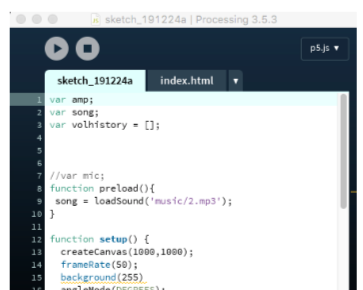 sketch_191224a | Processing 3.5.3
p5.js ▼
sketch_191224a index.html ▼
1 var amp;
2 var song;
3 var volhistory = [];
4
5
6
7 //var mic;
8 function preload(){
9 song = loadSound('music/2.mp3');
10 }
11
12 function setup() {
13 createCanvas(1000,1000);
14 frameRate(50);
15 background(255)
16 angleMode(DEGREES);